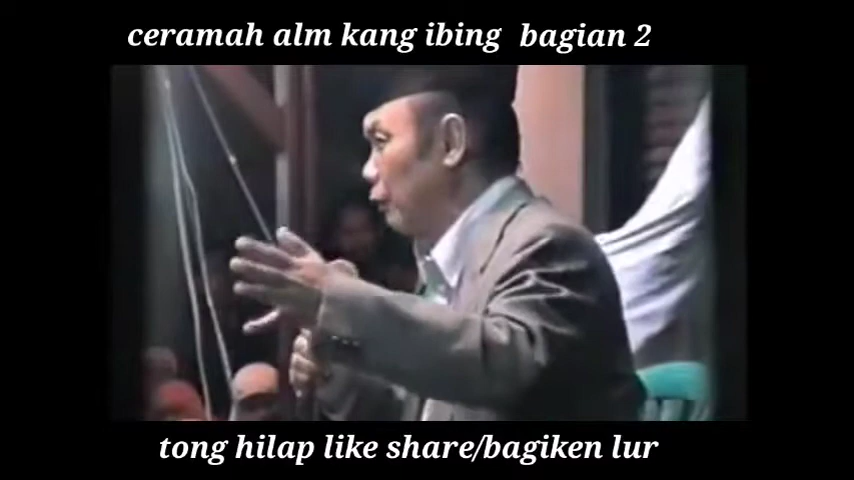 ceramah alm kang ibing bagian 2
tong hilap like share/bagiken lur